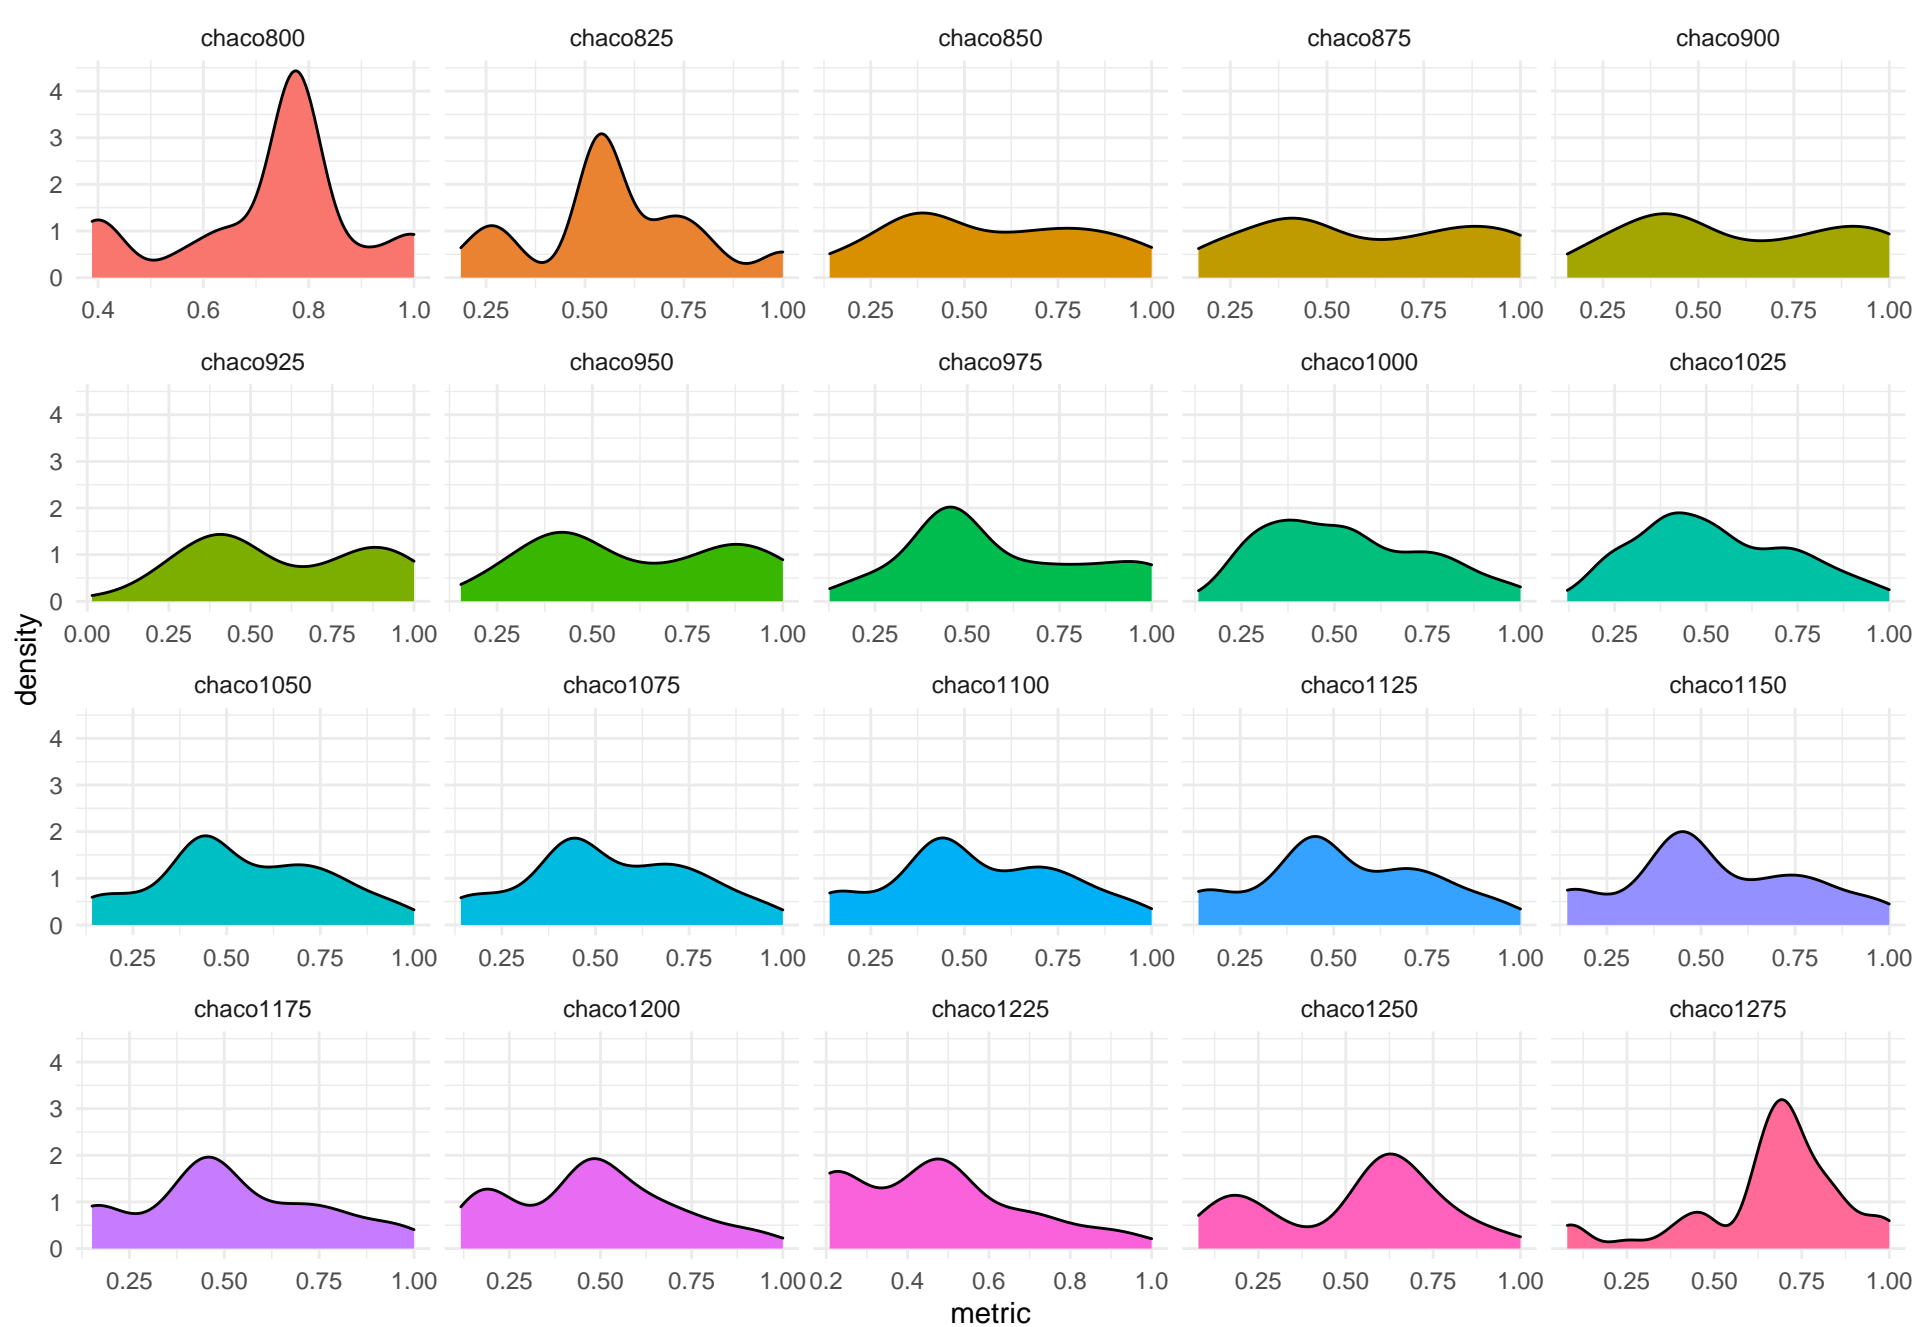 chaco800 chaco825 chaco850 chaco875 chaco900
4
3
2
1
0
0.4 0.6 0.8 1.0 0.25 0.50 0.75 1.00 0.25 0.50 0.75 1.00 0.25 0.50 0.75 1.00 0.25 0.50 0.75 1.00
chaco925 chaco950 chaco975 chaco1000 chaco1025
4
3
2
1
0
0.00 0.25 0.50 0.75 1.00 0.25 0.50 0.75 1.00 0.25 0.50 0.75 1.00 0.25 0.50 0.75 1.00 0.25 0.50 0.75 1.00
density
chaco1050 chaco1075 chaco1100 chaco1125 chaco1150
4
3
2
1
0
0.25 0.50 0.75 1.00 0.25 0.50 0.75 1.00 0.25 0.50 0.75 1.00 0.25 0.50 0.75 1.00 0.25 0.50 0.75 1.00
chaco1175 chaco1200 chaco1225 chaco1250 chaco1275
4
3
2
1
0
0.25 0.50 0.75 1.00 0.25 0.50 0.75 1.00 0.2 0.4 0.6 0.8 1.0 0.25 0.50 0.75 1.00 0.25 0.50 0.75 1.00
metric